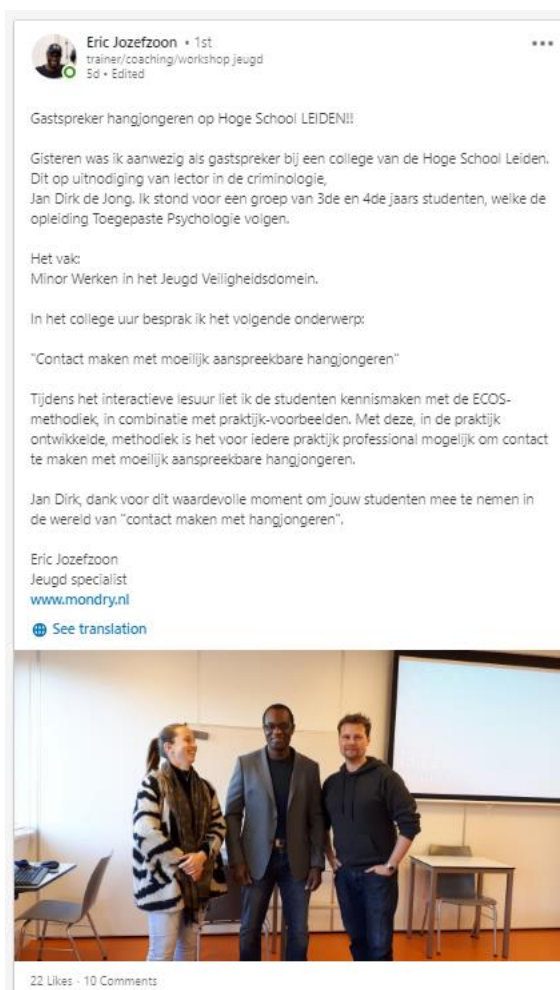 Eric Jozefzoon • 1st
trainer/coaching/workshop jeugd
5d • Edited
Gastspreker hangjongeren op Hoge School LEIDEN!!
Gisteren was ik aanwezig als gastspreker bij een college van de Hoge School Leiden.
Dit op uitnodiging van lector in de criminologie,
Jan Dirk de Jong. Ik stond voor een groep van 3de en 4de jaars studenten, welke de
opleiding Toegepaste Psychologie volgen.
Het vak:
Minor Werken in het Jeugd Veiligheidsdomein.
In het college uur besprak ik het volgende onderwerp:
"Contact maken met moeilijk aanspreekbare hangjongeren"
Tijdens het interactieve lesuur liet ik de studenten kennismaken met de ECOS-
methodiek, in combinatie met praktijk-voorbeelden. Met deze, in de praktijk
ontwikkelde, methodiek is het voor iedere praktijk professional mogelijk om contact
te maken met moeilijk aanspreekbare hangjongeren.
Jan Dirk, dank voor dit waardevolle moment om jouw studenten mee te nemen in
de wereld van "contact maken met hangjongeren".
Eric Jozefzoon
Jeugd specialist
www.mondry.nl
See translation
22 Likes · 10 Comments